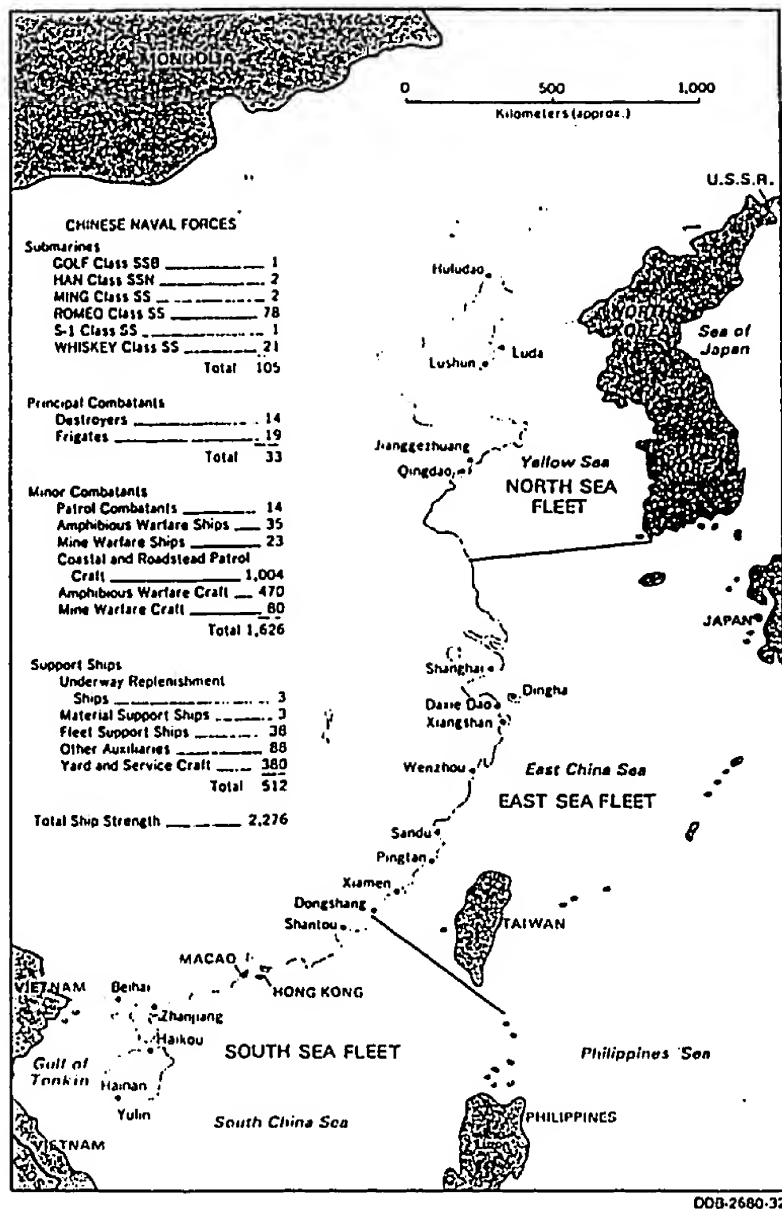 MONGOLIA
0 500 1,000
Kilometers (approx.)
U.S.S.R.
CHINESE NAVAL FORCES
Submarines
GOLF Class SSB 1
HAN Class SSN 2
MING Class SS 2
ROMEO Class SS 78
S-1 Class SS 1
WHISKEY Class SS 21
Total 105
Principal Combatants
Destroyers 14
Frigates 19
Total 33
Minor Combatants
Patrol Combatants 14
Amphibious Warfare Ships 35
Mine Warfare Ships 23
Coastal and Roadstead Patrol
Craft 1,004
Amphibious Warfare Craft 470
Mine Warfare Craft 80
Total 1,626
Support Ships
Underway Replenishment
Ships 3
Material Support Ships 3
Fleet Support Ships 38
Other Auxiliaries 88
Yard and Service Craft 380
Total 512
Total Ship Strength 2,276
Huludao
NORTH
KOREA
Sea of
Japan
Luda
Lushun
Jianggezhuang
Qingdao
Yellow Sea
SOUTH
KOREA
NORTH SEA
FLEET
JAPAN
Shanghai
Dingha
Daxie Dao
Xiangshan
Wenzhou
East China Sea
EAST SEA FLEET
Sandu
Pingtan
Xiamen
Dongshang
Shantou
TAIWAN
MACAO
HONG KONG
VIETNAM
Beihai
Zhanjiang
Haikou
SOUTH SEA FLEET
Philippines Sea
Gulf of
Tonkin
Hainan
Yulin
South China Sea
PHILIPPINES
Luzon
VIETNAM
LAOS
DDB-2680-32